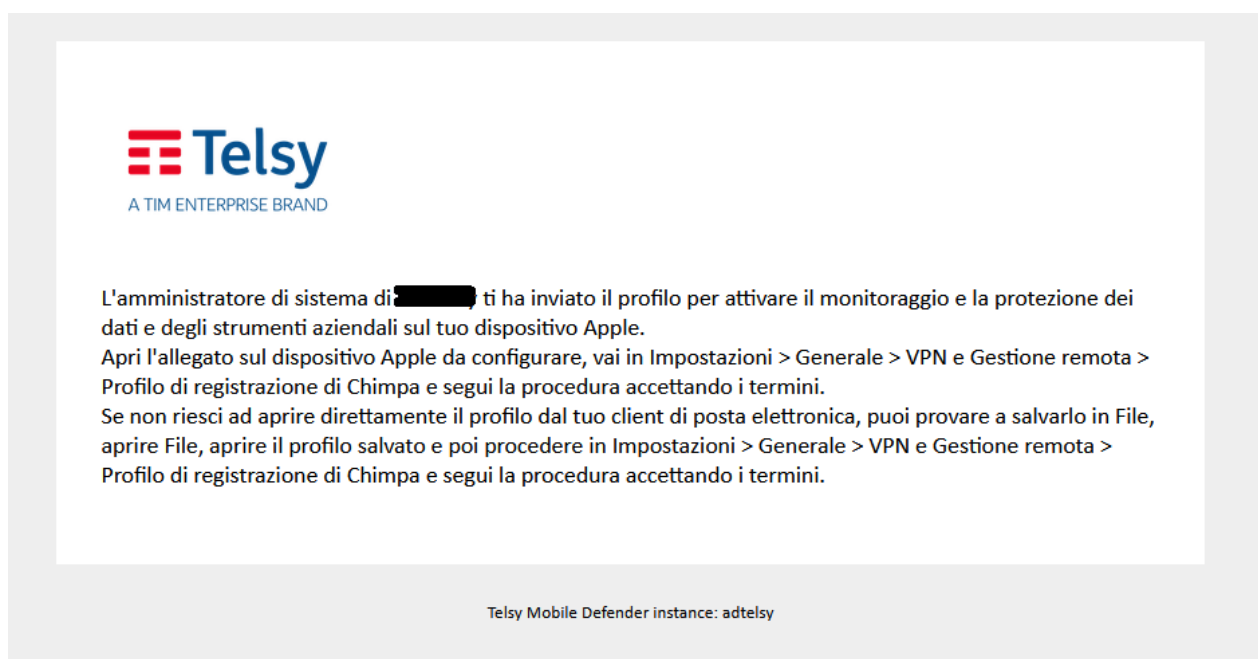 Telsy
A TIM ENTERPRISE BRAND
L'amministratore di sistema di ti ha inviato il profilo per attivare il monitoraggio e la protezione dei
dati e degli strumenti aziendali sul tuo dispositivo Apple.
Apri l'allegato sul dispositivo Apple da configurare, vai in Impostazioni > Generale > VPN e Gestione remota >
Profilo di registrazione di Chimpa e segui la procedura accettando i termini.
Se non riesci ad aprire direttamente il profilo dal tuo client di posta elettronica, puoi provare a salvarlo in File,
aprire File, aprire il profilo salvato e poi procedere in Impostazioni > Generale > VPN e Gestione remota >
Profilo di registrazione di Chimpa e segui la procedura accettando i termini.
Telsy Mobile Defender instance: adtelsy